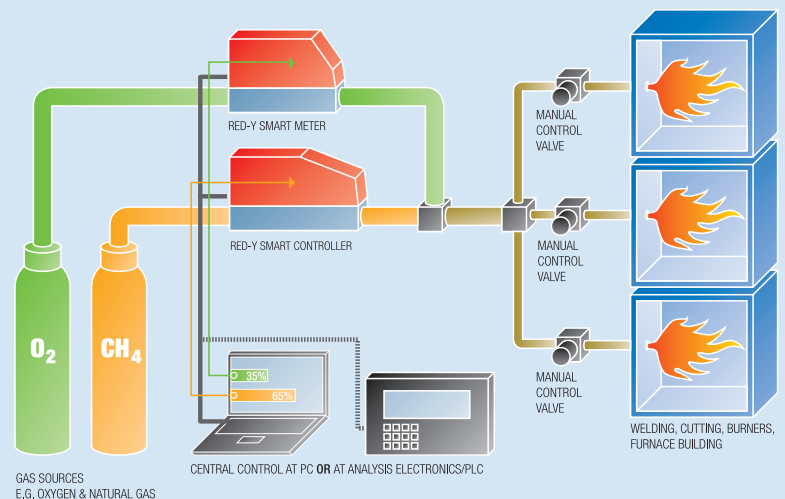 RED-Y SMART METER
MANUAL
CONTROL
VALVE
RED-Y SMART CONTROLLER
MANUAL
CONTROL
VALVE
O2
CH4
35%
65%
MANUAL
CONTROL
VALVE
WELDING, CUTTING, BURNERS,
FURNACE BUILDING
CENTRAL CONTROL AT PC OR AT ANALYSIS ELECTRONICS/PLC
GAS SOURCES
E,G, OXYGEN & NATURAL GAS